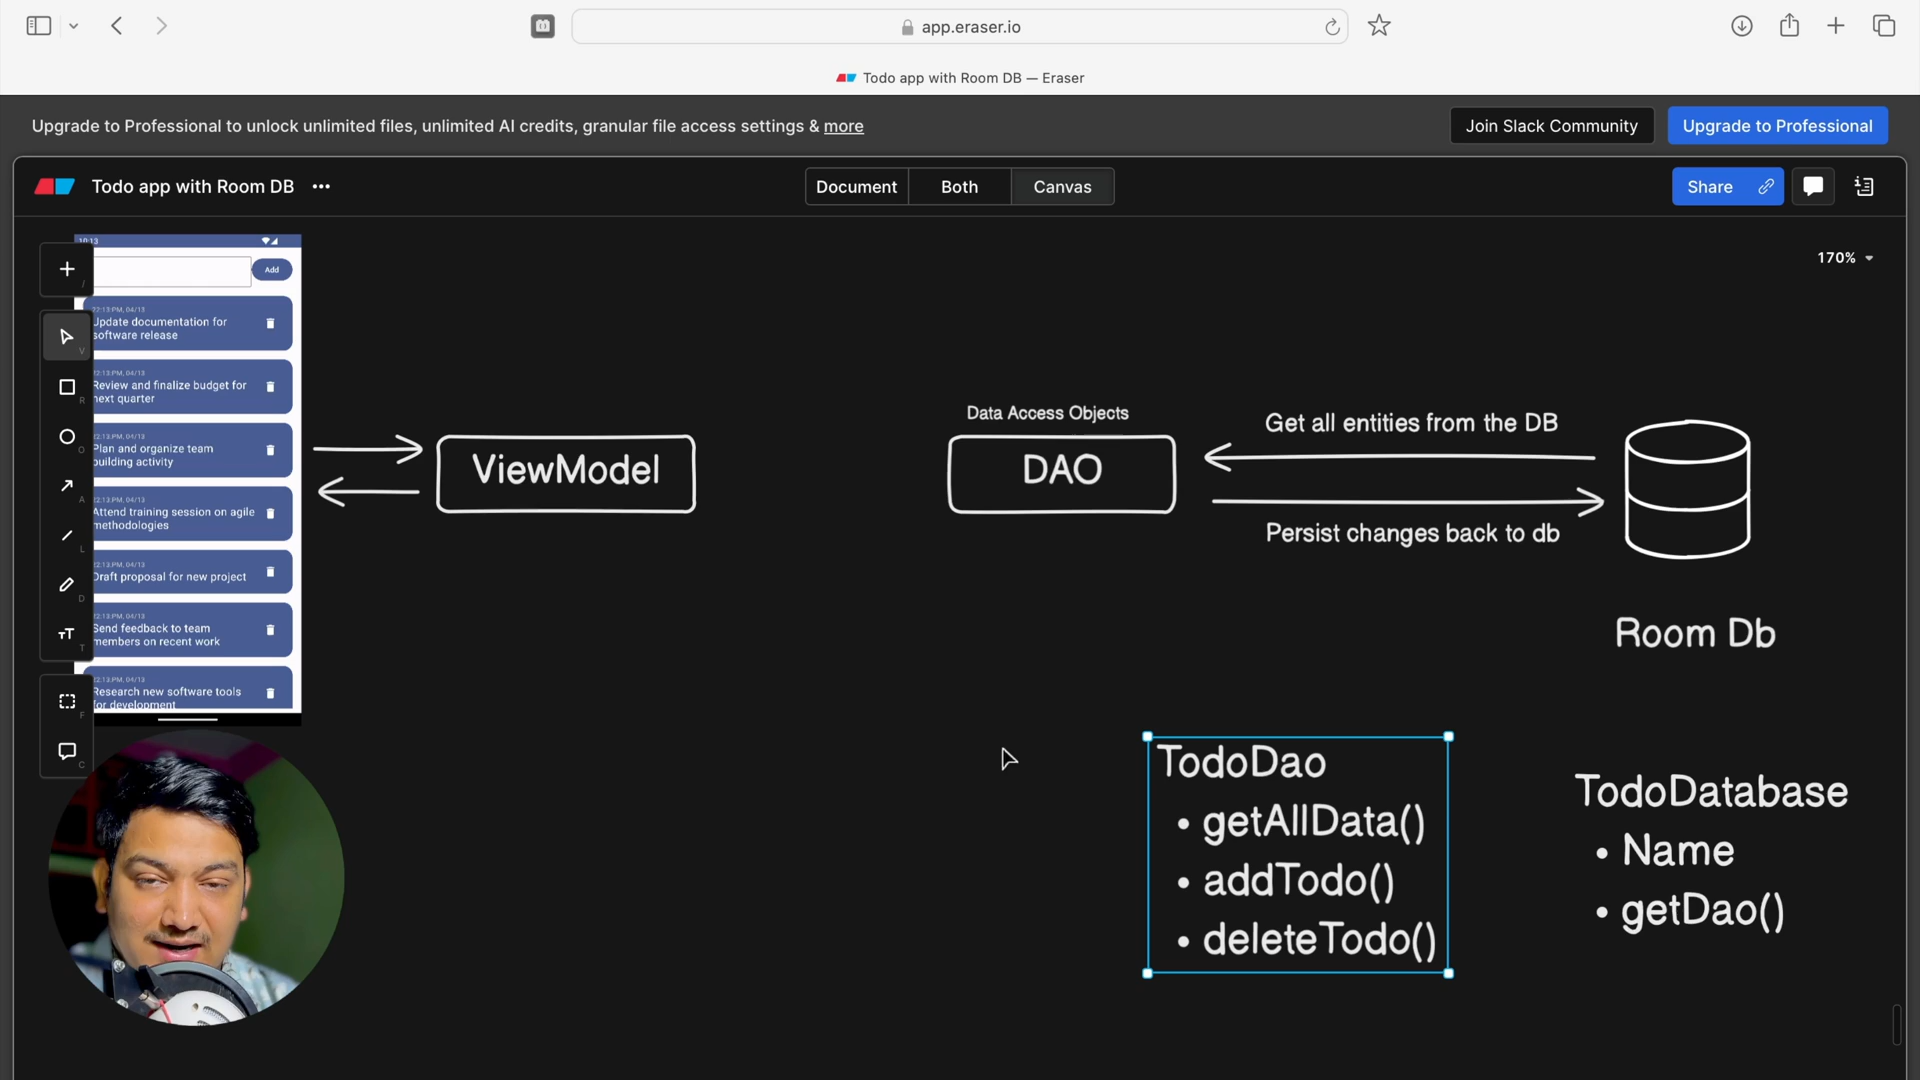 app.eraser.io
Todo app with Room DB — Eraser
Upgrade to Professional to unlock unlimited files, unlimited AI credits, granular file access settings & more
Join Slack Community
Upgrade to Professional
Todo app with Room DB
Document
Both
Canvas
Share
170%
10:13
Add
Update documentation for
software release
Review and finalize budget for
next quarter
Plan and organize team
building activity
Attend training session on agile
methodologies
Draft proposal for new project
Send feedback to team
members on recent work
Research new software tools
for development
/
V
R
O
A
L
D
T
F
C
ViewModel
Data Access Objects
DAO
Get all entities from the DB
Persist changes back to db
Room Db
TodoDao
• getAllData()
• addTodo()
• deleteTodo()
TodoDatabase
• Name
• getDao()